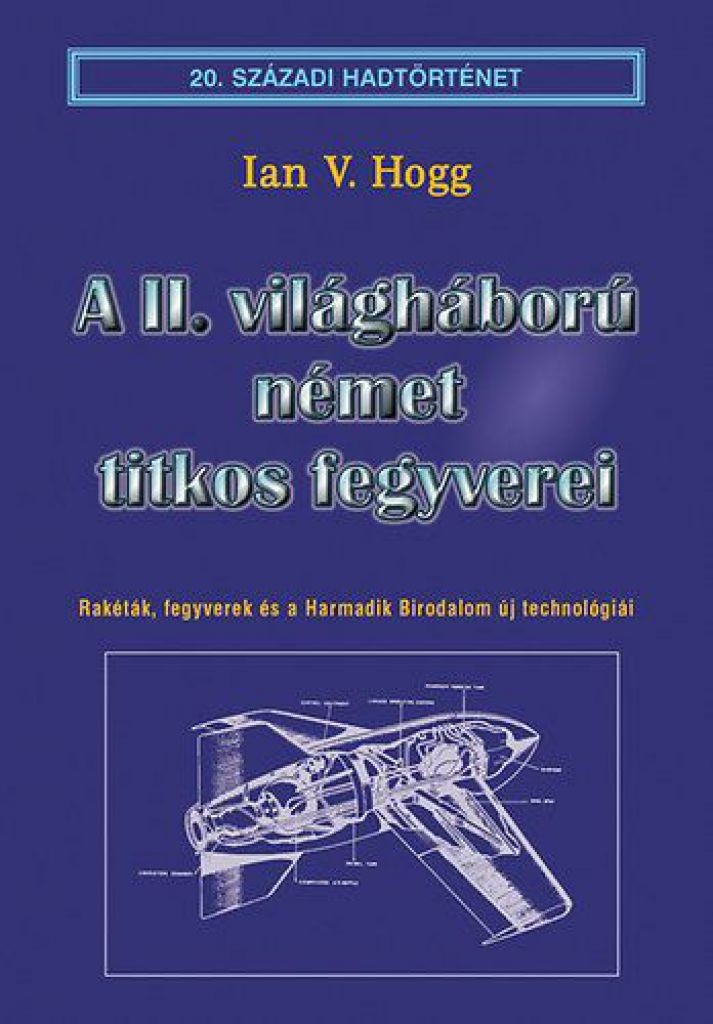 20. SZÁZADI HADTÖRTÉNET
Ian V. Hogg
A II. világháború
német
titkos fegyverei
Rakéták, fegyverek és a Harmadik Birodalom új technológiái